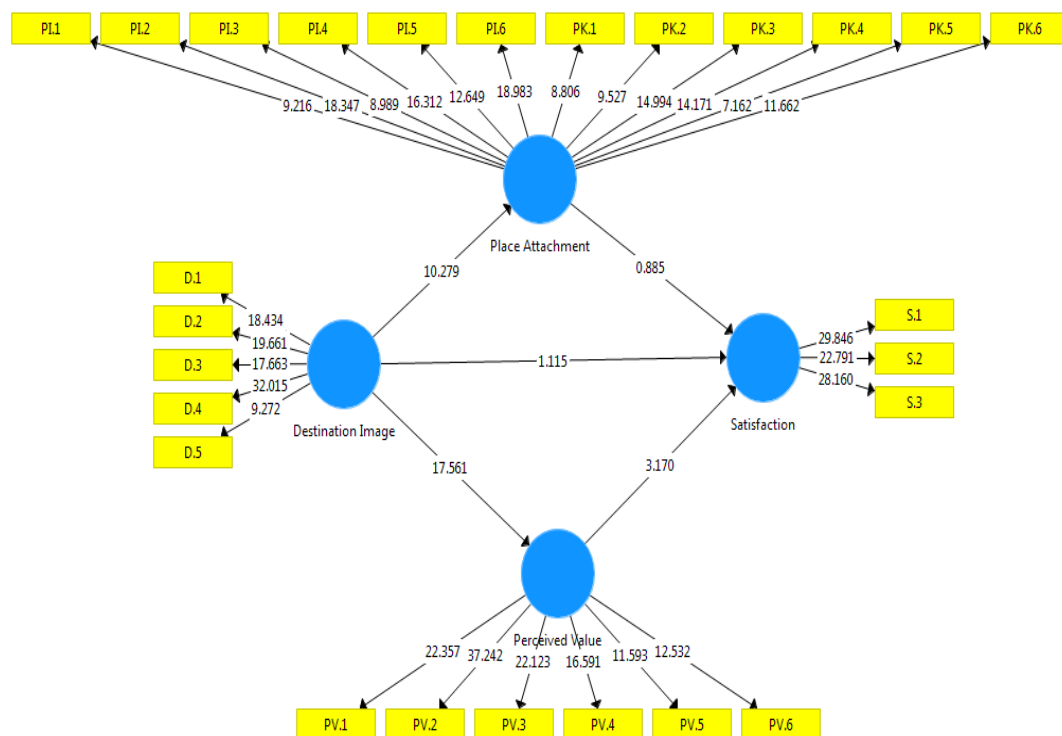 PI.1 PI.2 PI.3 PI.4 PI.5 PI.6 PK.1 PK.2 PK.3 PK.4 PK.5 PK.6
9.216 18.347 8.989 16.312 12.649 18.983 8.806 9.527 14.994 14.171 7.162 11.662
Place Attachment
10.279 0.885
D.1
D.2
D.3
D.4
D.5
18.434
19.661
17.663
32.015
9.272
Destination Image
1.115
29.846
22.791
28.160
S.1
S.2
S.3
Satisfaction
17.561 3.170
Perceived Value
22.357 37.242 22.123 16.591 11.593 12.532
PV.1 PV.2 PV.3 PV.4 PV.5 PV.6